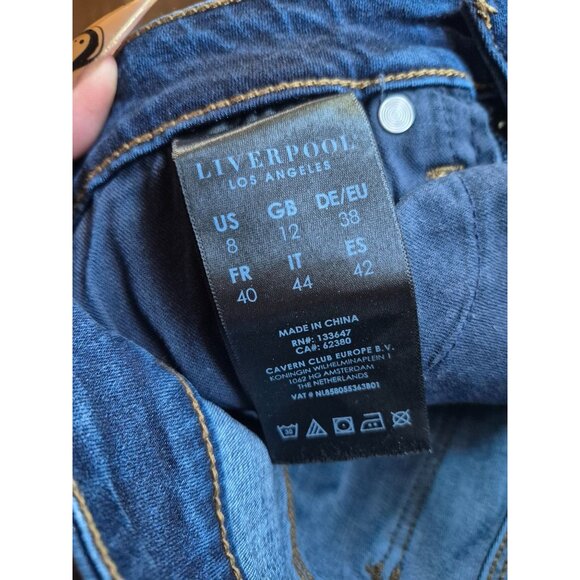 LIVERPOOL
LOS ANGELES
US GB DE/EU
8 12 38
FR IT ES
40 44 42
MADE IN CHINA
RN#: 133647
CA#: 62380
CAVERN CLUB EUROPE B.V.
KONINGIN WILHELMINAPLEIN 1
1062 HG AMSTERDAM
THE NETHERLANDS
VAT # NL858055363B01
30